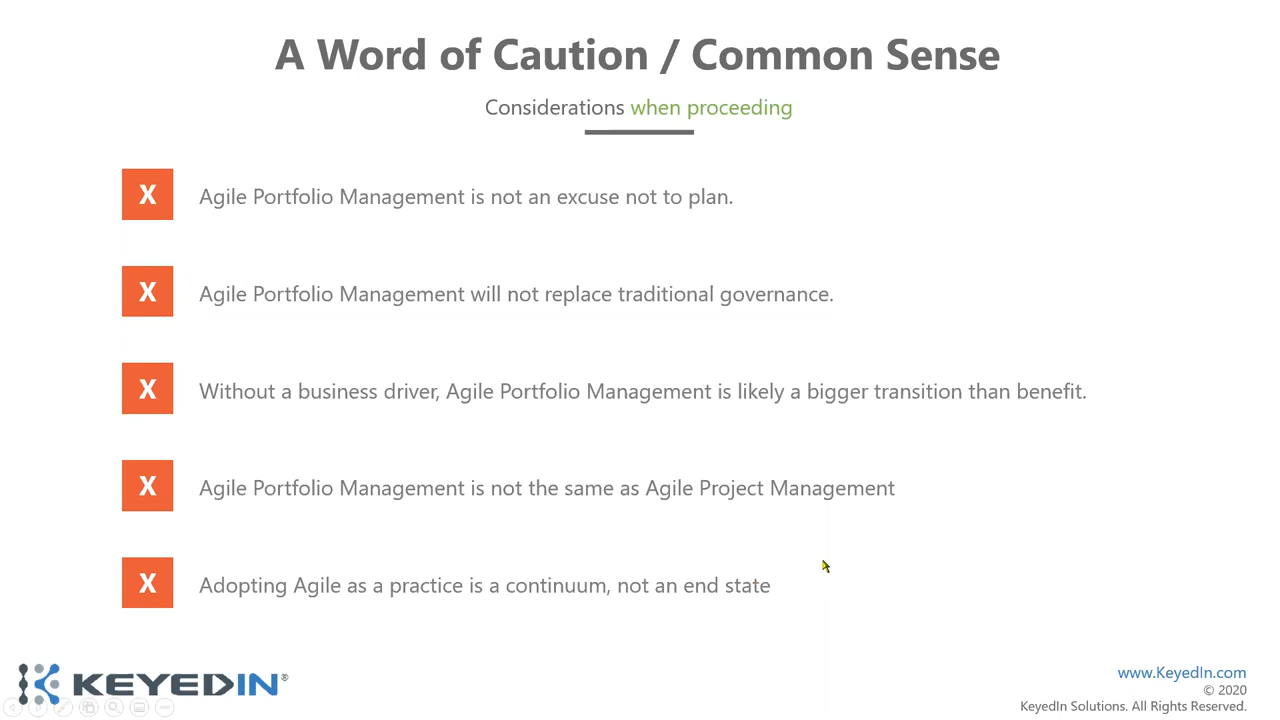 A Word of Caution / Common Sense
Considerations when proceeding
X Agile Portfolio Management is not an excuse not to plan.
X Agile Portfolio Management will not replace traditional governance.
X Without a business driver, Agile Portfolio Management is likely a bigger transition than benefit.
X Agile Portfolio Management is not the same as Agile Project Management
X Adopting Agile as a practice is a continuum, not an end state
KEYEDIN®
www.KeyedIn.com
© 2020
KeyedIn Solutions. All Rights Reserved.